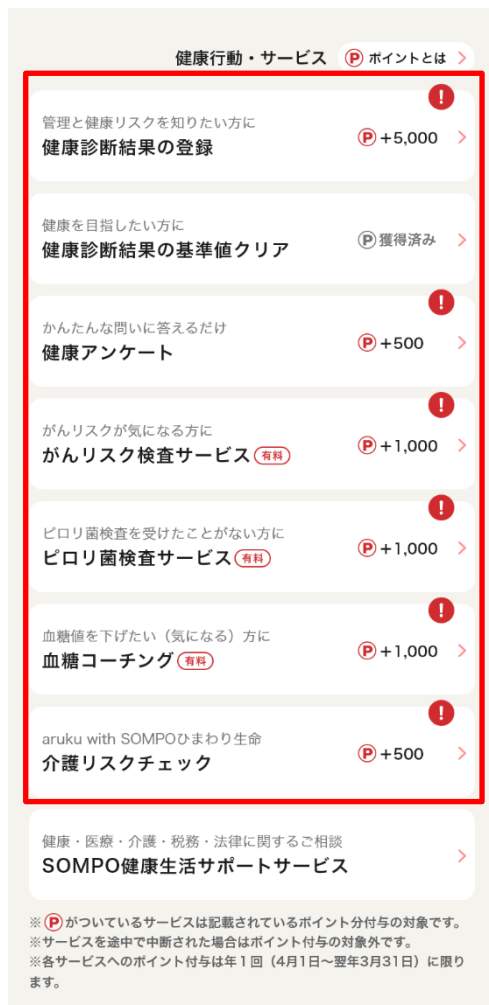 健康行動・サービス Ⓟ ポイントとは
管理と健康リスクを知りたい方に
健康診断結果の登録
Ⓟ+5,000
健康を目指したい方に
健康診断結果の基準値クリア
Ⓟ獲得済み
かんたんな問いに答えるだけ
健康アンケート
Ⓟ+500
がんリスクが気になる方に
がんリスク検査サービス 有料
Ⓟ+1,000
ピロリ菌検査を受けたことがない方に
ピロリ菌検査サービス 有料
Ⓟ+1,000
血糖値を下げたい（気になる）方に
血糖コーチング 有料
Ⓟ+1,000
aruku with SOMPOひまわり生命
介護リスクチェック
Ⓟ+500
健康・医療・介護・税務・法律に関するご相談
SOMPO健康生活サポートサービス
※Ⓟがついているサービスは記載されているポイント分付与の対象です。
※サービスを途中で中断された場合はポイント付与の対象外です。
※各サービスへのポイント付与は年１回（4月1日〜翌年3月31日）に限り
ます。